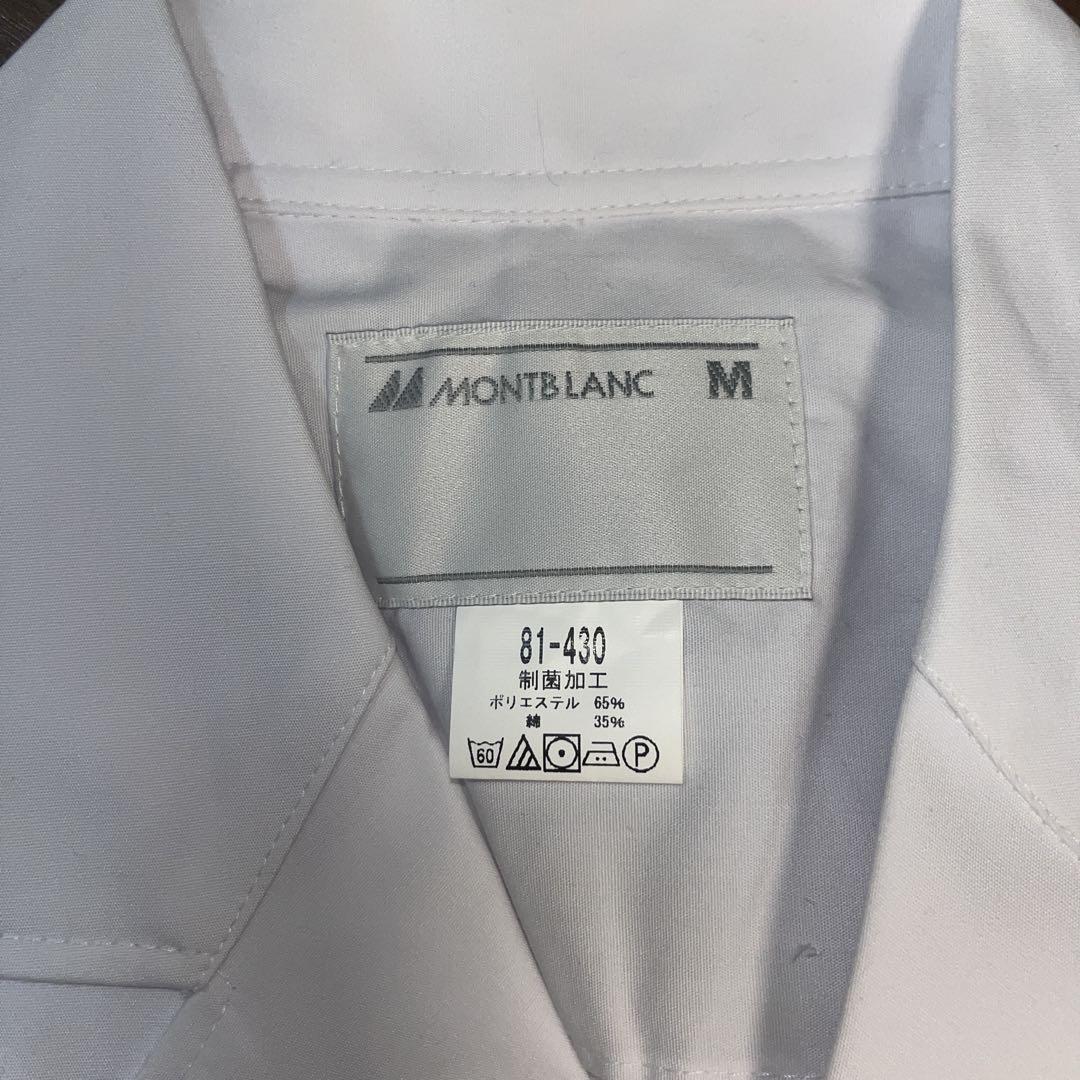 MONTBLANC M
81-430
制菌加工
ポリエステル 65%
綿 35%
60 P